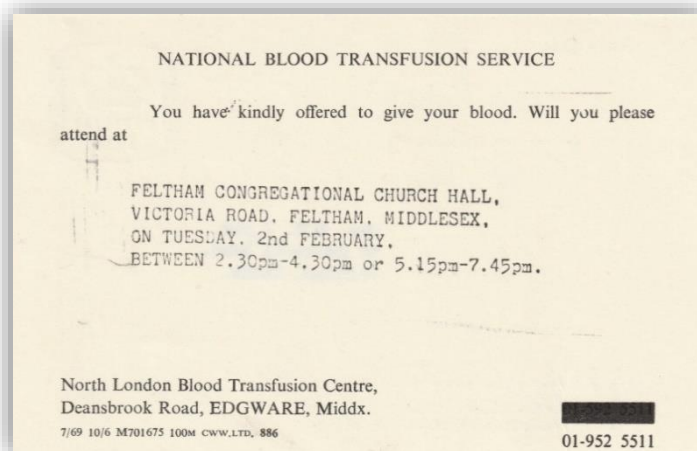 NATIONAL BLOOD TRANSFUSION SERVICE
You have kindly offered to give your blood. Will you please
attend at
FELTHAM CONGREGATIONAL CHURCH HALL,
VICTORIA ROAD, FELTHAM, MIDDLESEX,
ON TUESDAY, 2nd FEBRUARY,
BETWEEN 2.30pm-4.30pm or 5.15pm-7.45pm.
North London Blood Transfusion Centre,
Deansbrook Road, EDGWARE, Middx.
7/69 10/6 M701675 100M CWW.LTD. 886
01-592 5511
01-952 5511